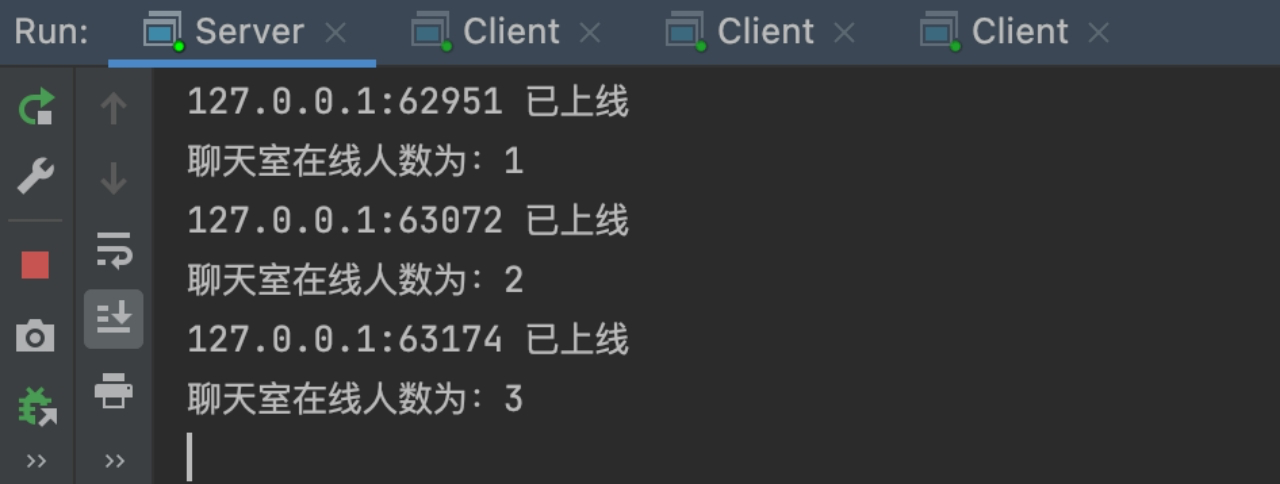 Run: Server Client Client Client
127.0.0.1:62951 已上线
聊天室在线人数为：1
127.0.0.1:63072 已上线
聊天室在线人数为：2
127.0.0.1:63174 已上线
聊天室在线人数为：3